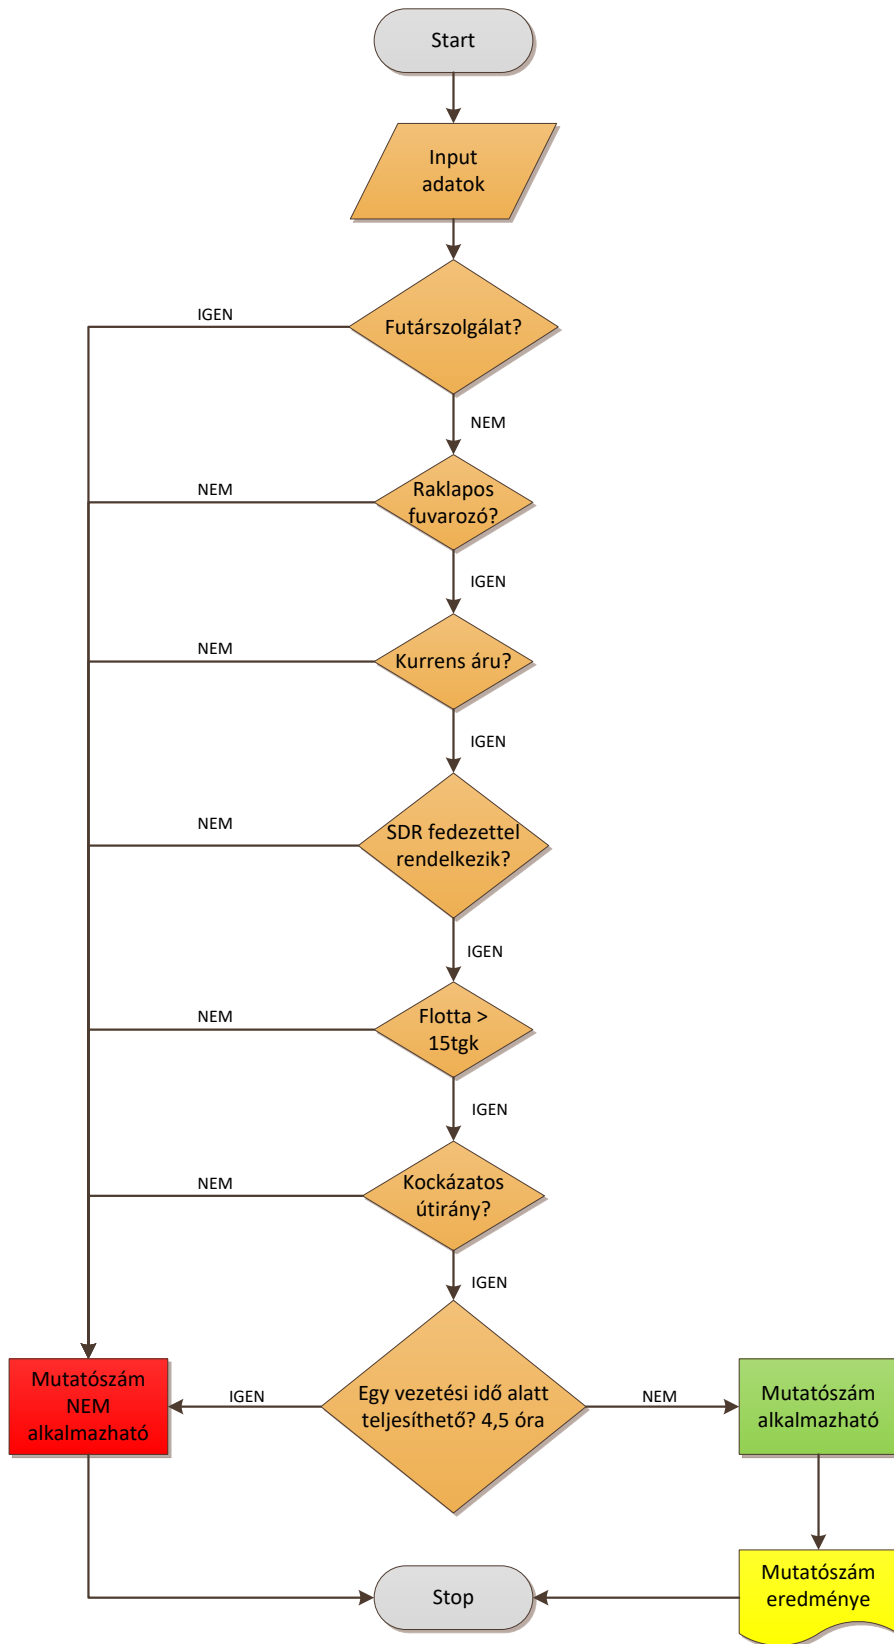 Start
Input
adatok
Futárszolgálat?
IGEN
NEM
Raklapos
fuvarozó?
NEM
IGEN
Kurrens áru?
NEM
IGEN
SDR fedezettel
rendelkezik?
NEM
IGEN
Flotta >
15tgk
NEM
IGEN
Kockázatos
útirány?
NEM
IGEN
Egy vezetési idő alatt
teljesíthető? 4,5 óra
IGEN
NEM
Mutatószám
NEM
alkalmazható
Mutatószám
alkalmazható
Mutatószám
eredménye
Stop